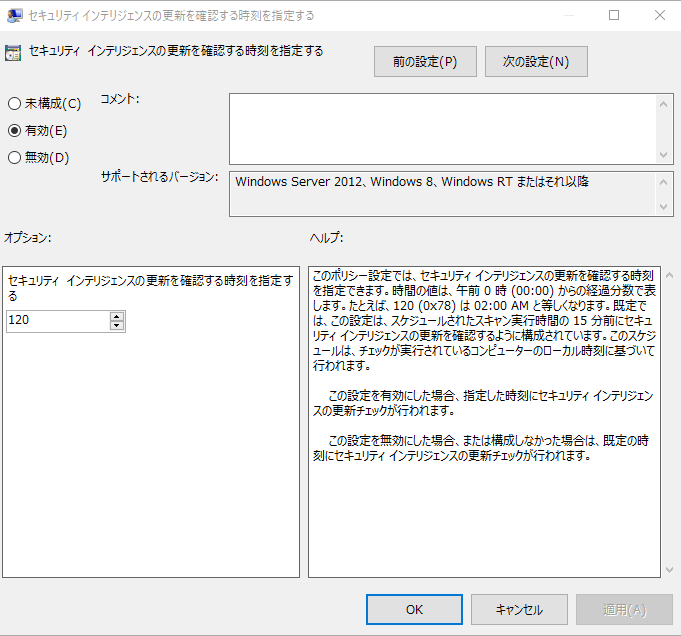 セキュリティ インテリジェンスの更新を確認する時刻を指定する
セキュリティ インテリジェンスの更新を確認する時刻を指定する
前の設定(P)
次の設定(N)
未構成(C)
有効(E)
無効(D)
コメント:
サポートされるバージョン:
Windows Server 2012、Windows 8、Windows RT またはそれ以降
オプション:
ヘルプ:
セキュリティ インテリジェンスの更新を確認する時刻を指定す
る
120
このポリシー設定では、セキュリティ インテリジェンスの更新を確認する時刻
を指定できます。時間の値は、午前 0 時 (00:00) からの経過分数で表
します。たとえば、120 (0x78) は 02:00 AM と等しくなります。既定で
は、この設定は、スケジュールされたスキャン実行時間の 15 分前にセキュ
リティ インテリジェンスの更新を確認するように構成されています。このスケジ
ュールは、チェックが実行されているコンピューターのローカル時刻に基づいて
行われます。
この設定を有効にした場合、指定した時刻にセキュリティ インテリジェン
スの更新チェックが行われます。
この設定を無効にした場合、または構成しなかった場合は、既定の時
刻にセキュリティ インテリジェンスの更新チェックが行われます。
OK
キャンセル
適用(A)